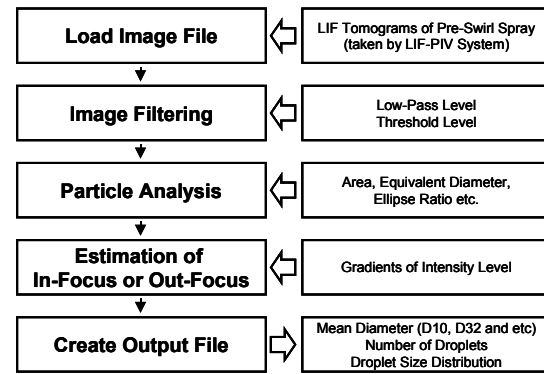 Load Image File
LIF Tomograms of Pre-Swirl Spray
(taken by LIF-PIV System)
Image Filtering
Low-Pass Level
Threshold Level
Particle Analysis
Area, Equivalent Diameter,
Ellipse Ratio etc.
Estimation of
In-Focus or Out-Focus
Gradients of Intensity Level
Create Output File
Mean Diameter (D10, D32 and etc)
Number of Droplets
Droplet Size Distribution